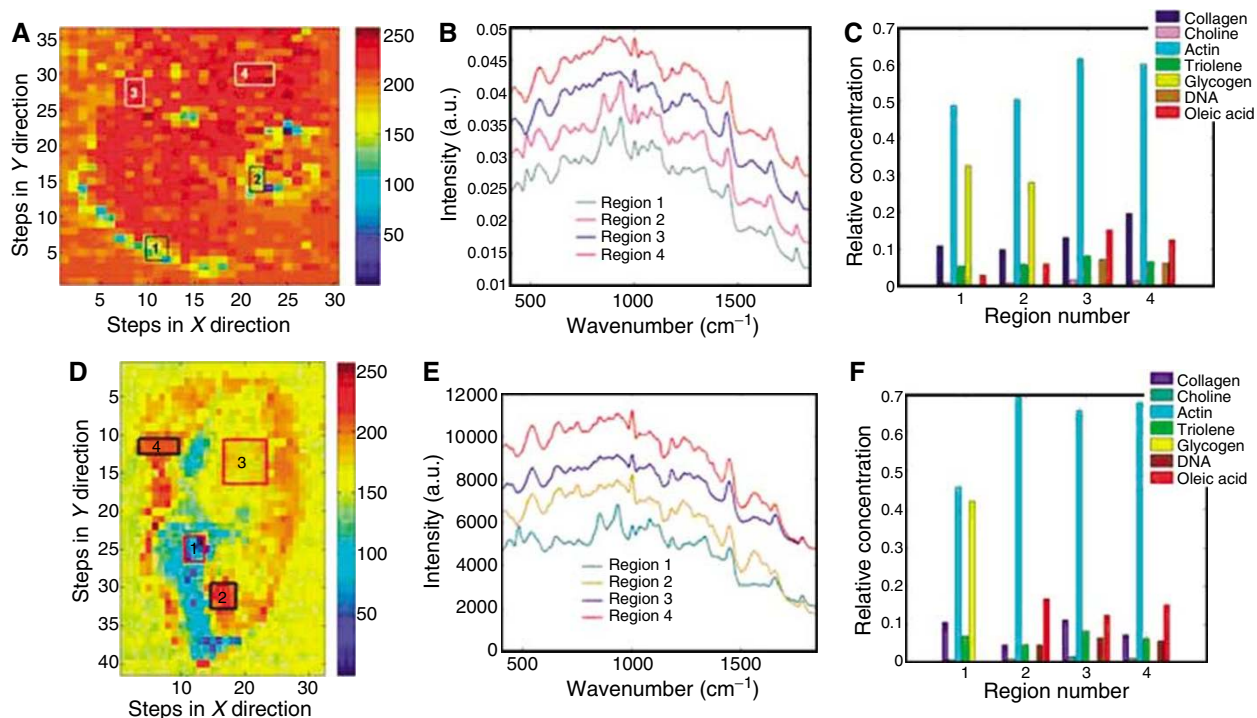 A
Steps in Y direction
35
30
25
20
15
10
5
5 10 15 20 25 30
Steps in X direction
3
4
2
1
250
200
150
100
50
B
Intensity (a.u.)
0.05
0.045
0.04
0.035
0.03
0.025
0.02
0.015
0.01
500 1000 1500
Wavenumber (cm−1)
Region 1
Region 2
Region 3
Region 4
C
Relative concentration
0.7
0.6
0.5
0.4
0.3
0.2
0.1
0
1 2 3 4
Region number
Collagen
Choline
Actin
Triolene
Glycogen
DNA
Oleic acid
D
Steps in Y direction
5
10
15
20
25
30
35
40
10 20 30
Steps in X direction
4
3
1
2
250
200
150
100
50
E
Intensity (a.u.)
12000
10000
8000
6000
4000
2000
0
500 1000 1500
Wavenumber (cm−1)
Region 1
Region 2
Region 3
Region 4
F
Relative concentration
0.7
0.6
0.5
0.4
0.3
0.2
0.1
0
1 2 3 4
Region number
Collagen
Choline
Actin
Triolene
Glycogen
DNA
Oleic acid